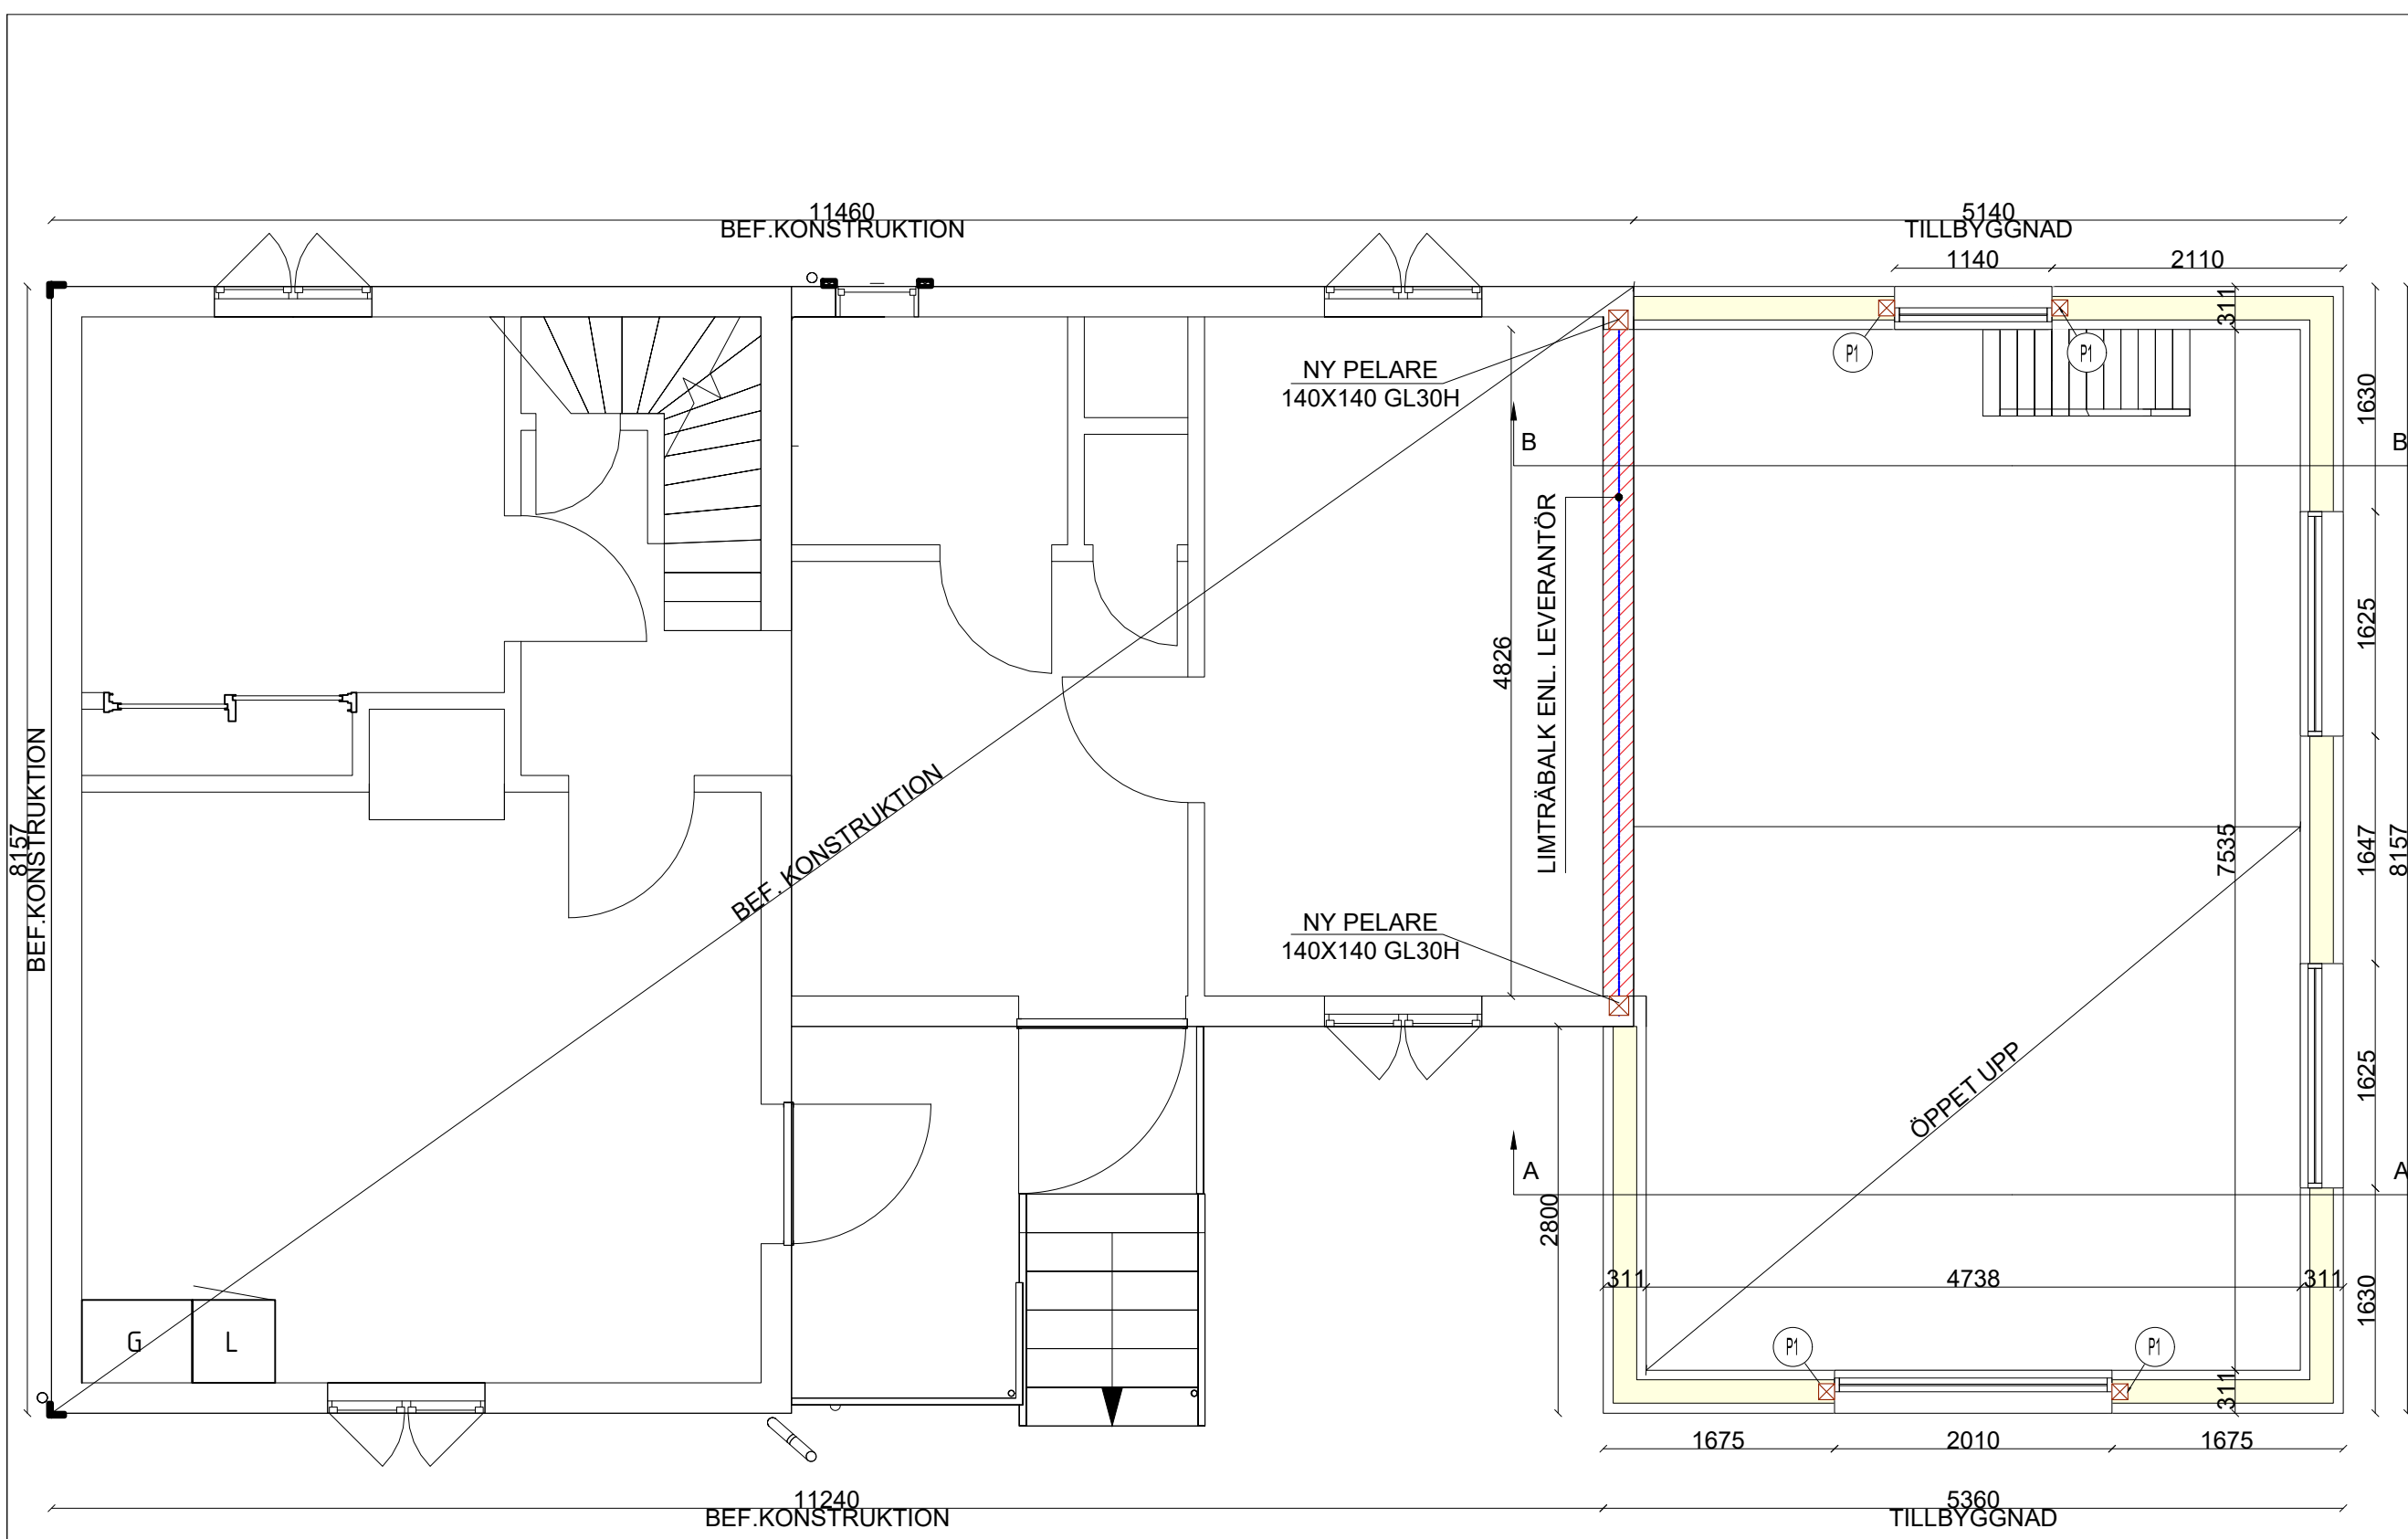 11460
BEF.KONSTRUKTION
5140
TILLBYGGNAD
1140
2110
311
P1
P1
NY PELARE
140X140 GL30H
1630
B
B
LIMTRÄBALK ENL. LEVERANTÖR
4826
1625
BEF.KONSTRUKTION
8157
BEF. KONSTRUKTION
7535
1647
8157
NY PELARE
140X140 GL30H
ÖPPET UPP
1625
A
A
2800
311
4738
311
1630
G
L
P1
P1
311
1675
2010
1675
11240
BEF.KONSTRUKTION
5360
TILLBYGGNAD